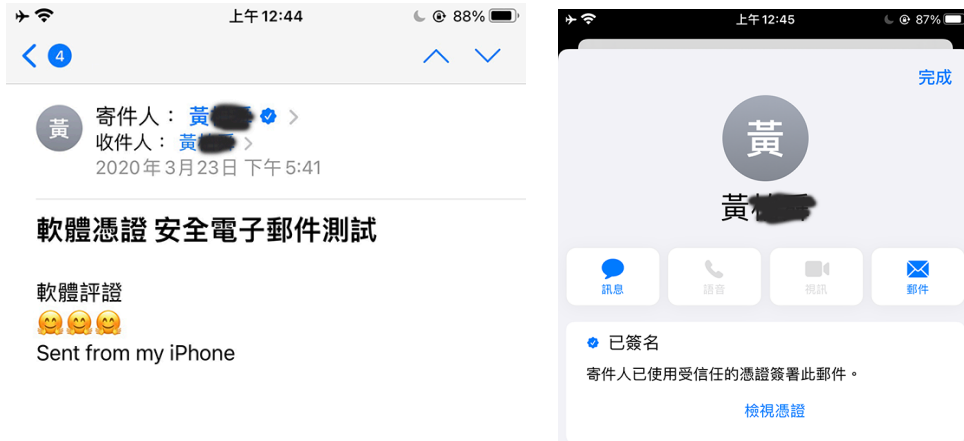 上午12:44
88%
4
黃
寄件人： 黃
收件人： 黃
2020年3月23日 下午5:41
軟體憑證 安全電子郵件測試
軟體評證
🤗🤗🤗
Sent from my iPhone
上午12:45
87%
完成
黃
黃
訊息
語音
視訊
郵件
已簽名
寄件人已使用受信任的憑證簽署此郵件。
檢視憑證